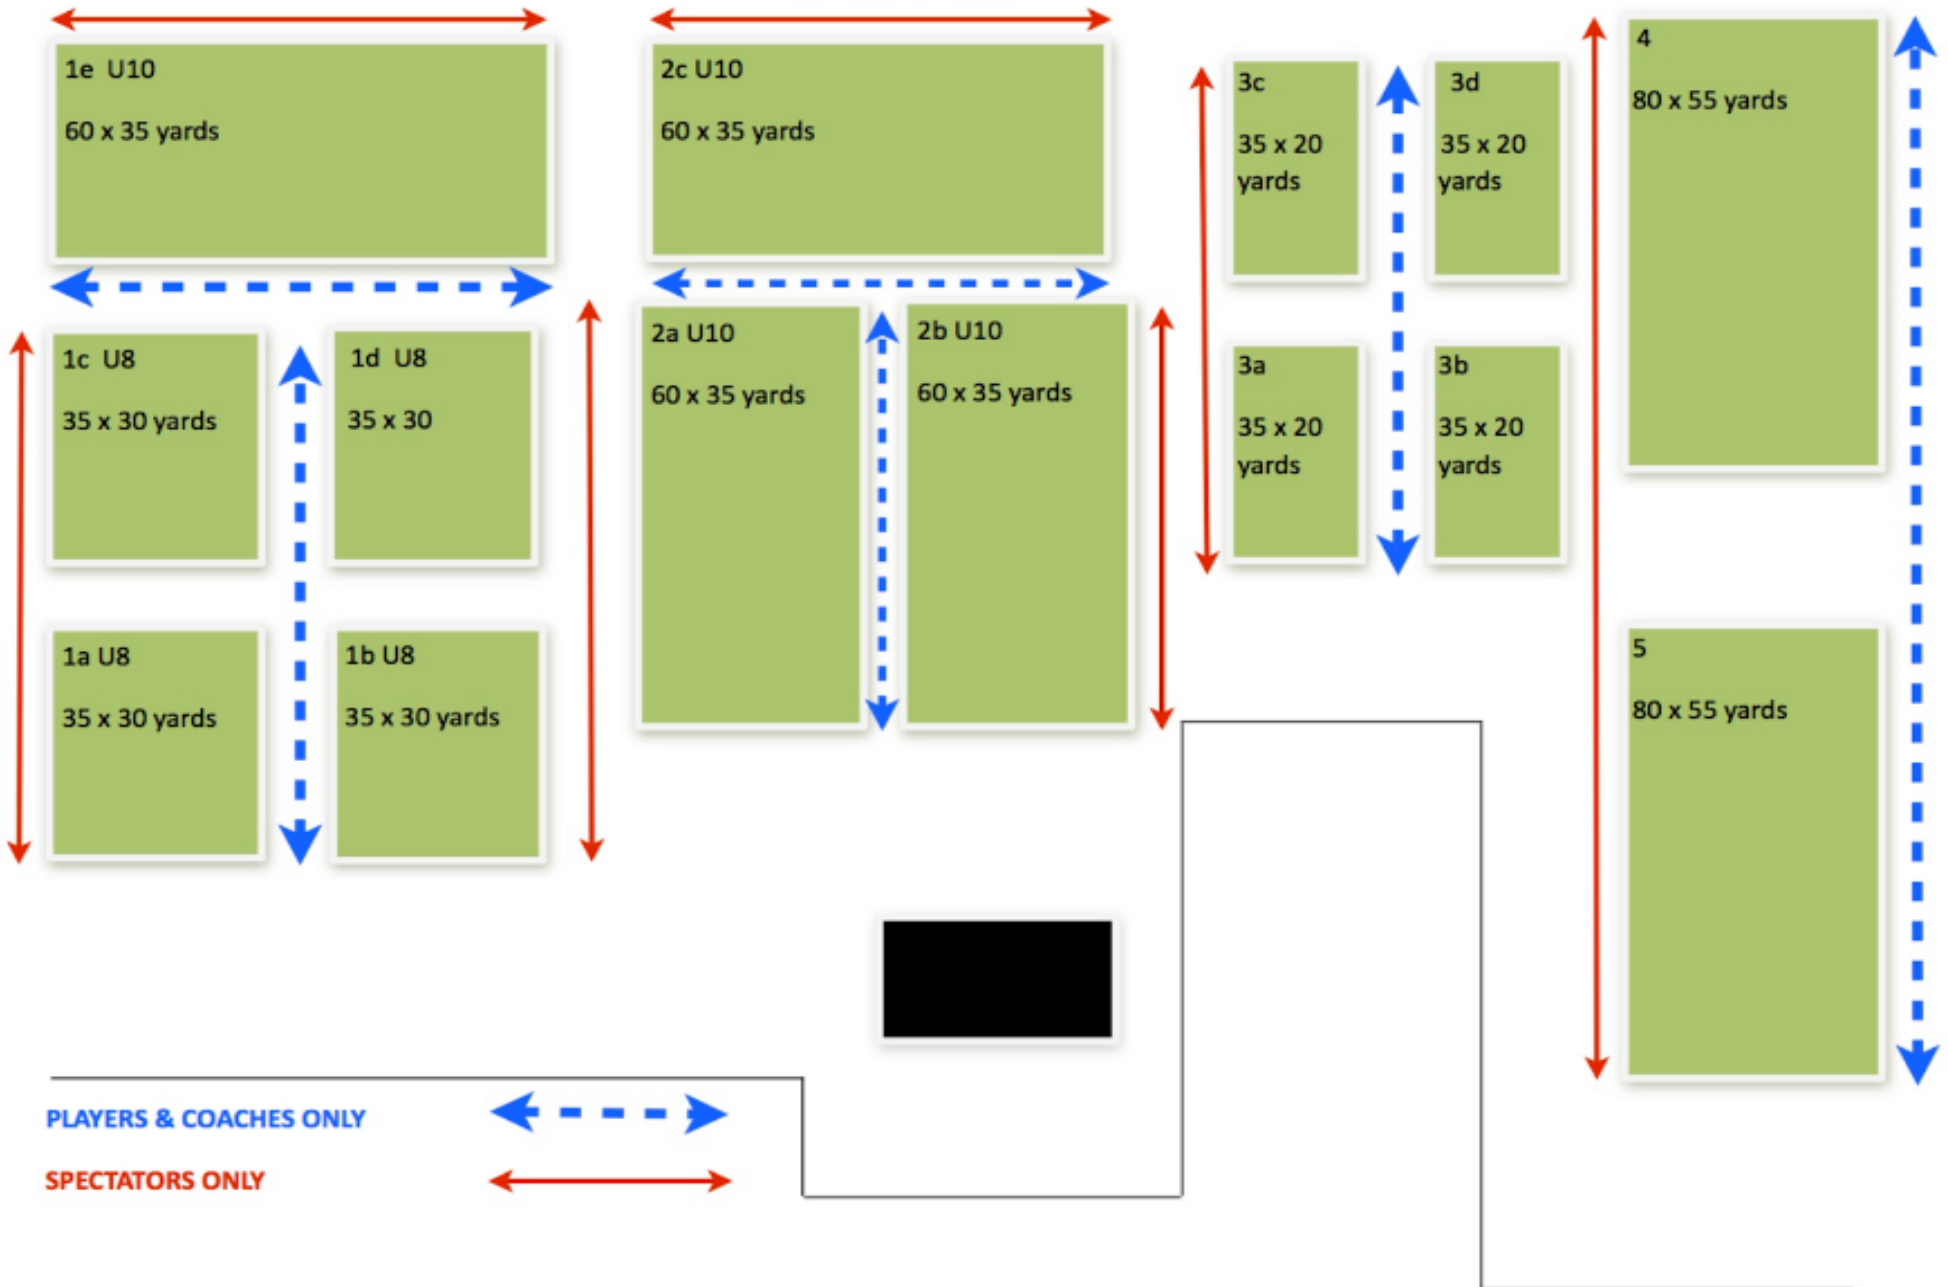 1e  U10
60 x 35 yards
2c U10
60 x 35 yards
3c
35 x 20
yards
3d
35 x 20
yards
4
80 x 55 yards
1c  U8
35 x 30 yards
1d  U8
35 x 30
2a U10
60 x 35 yards
2b U10
60 x 35 yards
3a
35 x 20
yards
3b
35 x 20
yards
1a U8
35 x 30 yards
1b U8
35 x 30 yards
5
80 x 55 yards
PLAYERS & COACHES ONLY
SPECTATORS ONLY